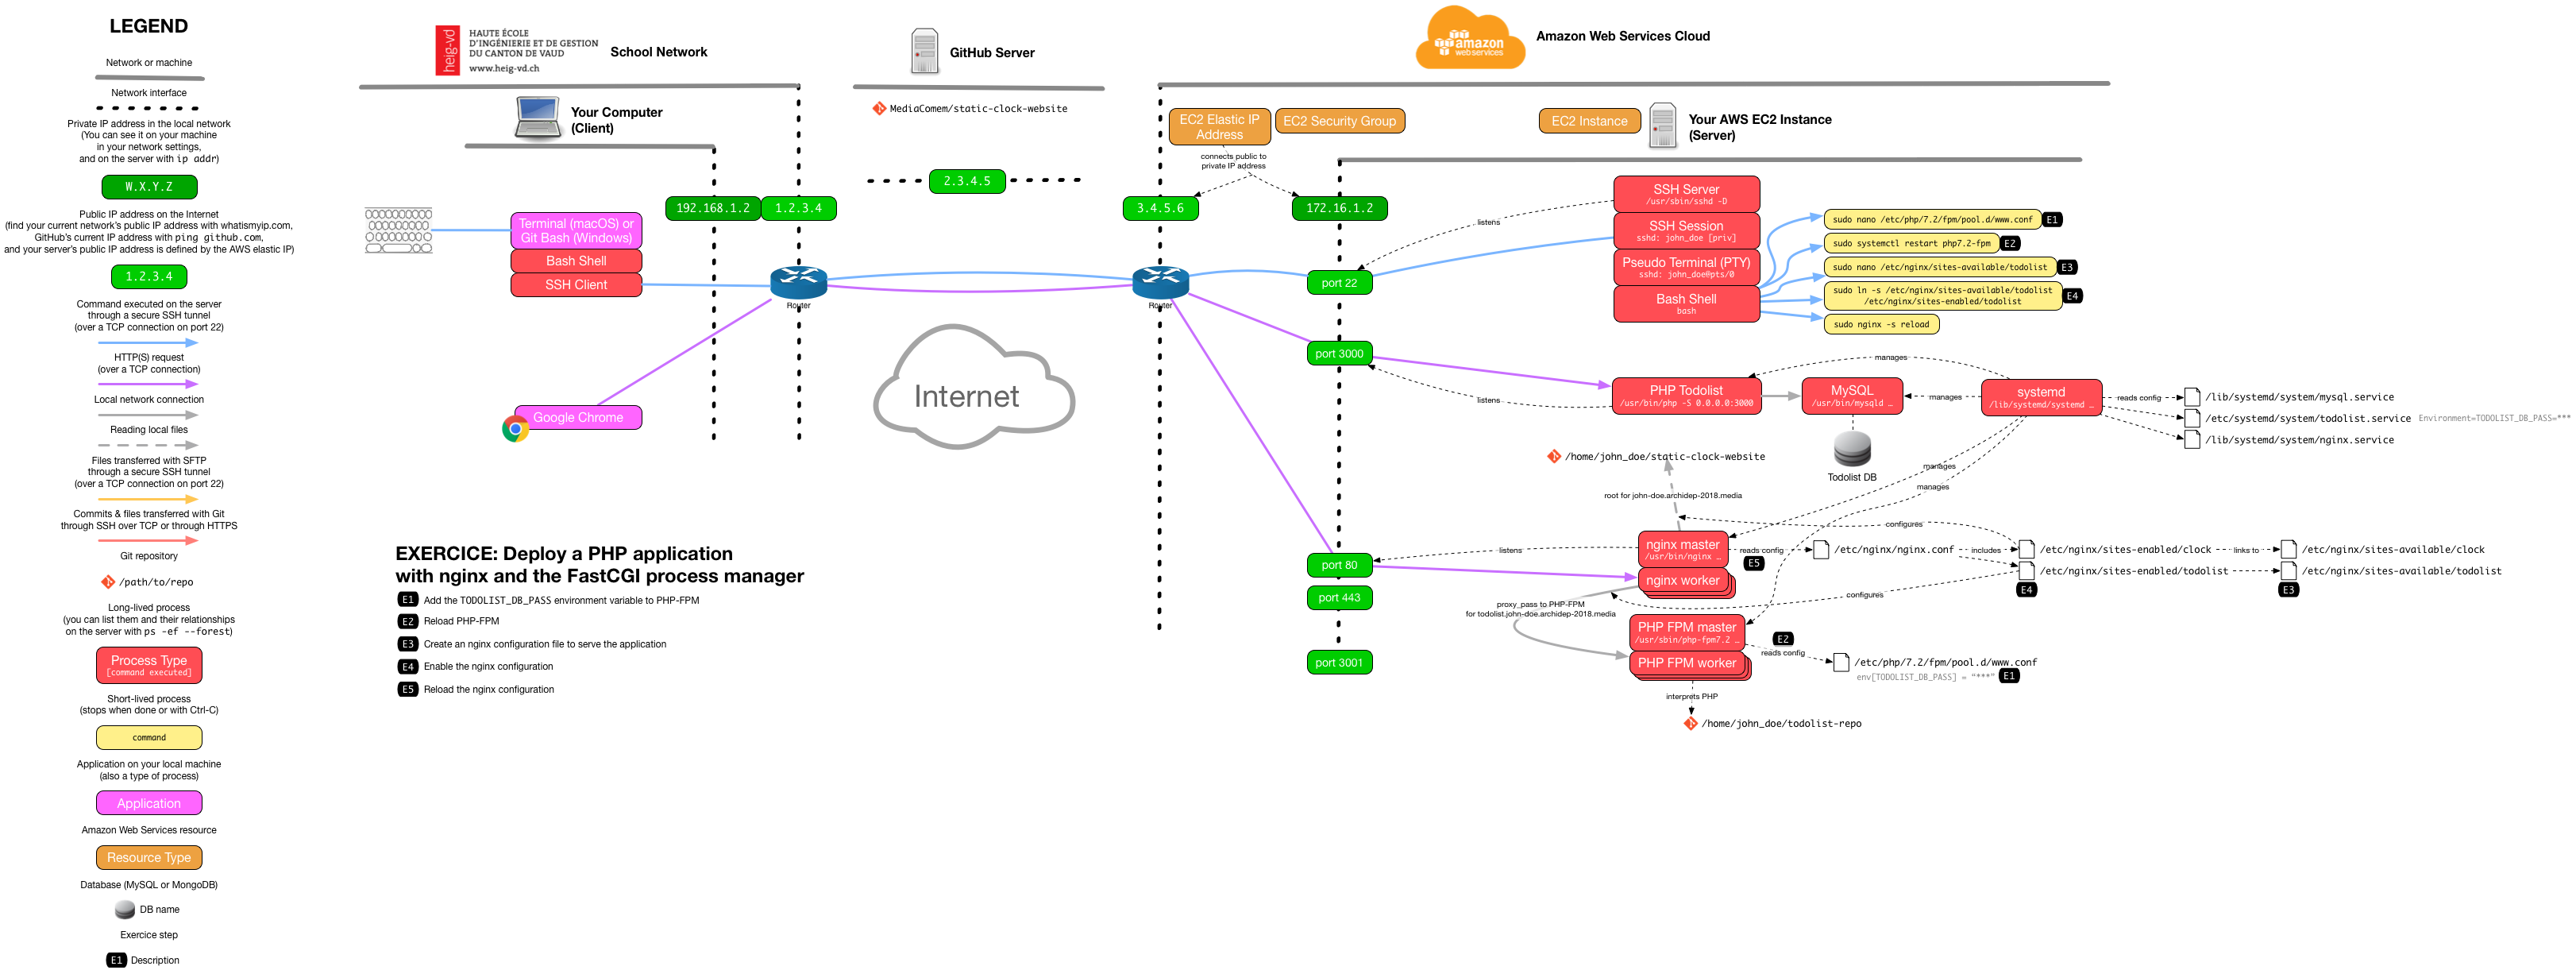 LEGEND
Network or machine
Network interface
Private IP address in the local network
(You can see it on your machine
in your network settings,
and on the server with ip addr)
W.X.Y.Z
Public IP address on the Internet
(find your current network's public IP address with whatismyip.com,
GitHub's current IP address with ping github.com,
and your server's public IP address is defined by the AWS elastic IP)
1.2.3.4
Command executed on the server
through a secure SSH tunnel
(over a TCP connection on port 22)
HTTP(S) request
(over a TCP connection)
Local network connection
Reading local files
Files transferred with SFTP
through a secure SSH tunnel
(over a TCP connection on port 22)
Commits & files transferred with Git
through SSH over TCP or through HTTPS
Git repository
/path/to/repo
Long-lived process
(you can list them and their relationships
on the server with ps -ef --forest)
Process Type
[command executed]
Short-lived process
(stops when done or with Ctrl-C)
command
Application on your local machine
(also a type of process)
Application
Amazon Web Services resource
Resource Type
Database (MySQL or MongoDB)
DB name
Exercice step
E1 Description
heig-vd
HAUTE ÉCOLE
D'INGÉNIERIE ET DE GESTION
DU CANTON DE VAUD
www.heig-vd.ch
School Network
Your Computer
(Client)
192.168.1.2
1.2.3.4
Terminal (macOS) or
Git Bash (Windows)
Bash Shell
SSH Client
Router
Google Chrome
GitHub Server
MediaComem/static-clock-website
2.3.4.5
Internet
EXERCICE: Deploy a PHP application
with nginx and the FastCGI process manager
E1 Add the TODOLIST_DB_PASS environment variable to PHP-FPM
E2 Reload PHP-FPM
E3 Create an nginx configuration file to serve the application
E4 Enable the nginx configuration
E5 Reload the nginx configuration
amazon
webservices
Amazon Web Services Cloud
EC2 Elastic IP
Address
EC2 Security Group
EC2 Instance
Your AWS EC2 Instance
(Server)
connects public to
private IP address
3.4.5.6
172.16.1.2
Router
port 22
port 3000
port 80
port 443
port 3001
listens
SSH Server
/usr/sbin/sshd -D
SSH Session
sshd: john_doe [priv]
Pseudo Terminal (PTY)
sshd: john_doe@pts/0
Bash Shell
bash
sudo nano /etc/php/7.2/fpm/pool.d/www.conf E1
sudo systemctl restart php7.2-fpm E2
sudo nano /etc/nginx/sites-available/todolist E3
sudo ln -s /etc/nginx/sites-available/todolist
/etc/nginx/sites-enabled/todolist
E4
sudo nginx -s reload
manages
listens
PHP Todolist
/usr/bin/php -S 0.0.0.0:3000
MySQL
/usr/bin/mysqld …
Todolist DB
manages
systemd
/lib/systemd/systemd …
reads config
/lib/systemd/system/mysql.service
/etc/systemd/system/todolist.service Environment=TODOLIST_DB_PASS=***
/lib/systemd/system/nginx.service
manages
manages
/home/john_doe/static-clock-website
root for john-doe.archidep-2018.media
configures
listens
nginx master
/usr/bin/nginx …
nginx worker
reads config
E5
/etc/nginx/nginx.conf
includes
/etc/nginx/sites-enabled/clock
links to
/etc/nginx/sites-available/clock
/etc/nginx/sites-enabled/todolist
E4
/etc/nginx/sites-available/todolist
E3
configures
proxy_pass to PHP-FPM
for todolist.john-doe.archidep-2018.media
PHP FPM master
/usr/sbin/php-fpm7.2 …
PHP FPM worker
E2
reads config
/etc/php/7.2/fpm/pool.d/www.conf
env[TODOLIST_DB_PASS] = "***" E1
interprets PHP
/home/john_doe/todolist-repo